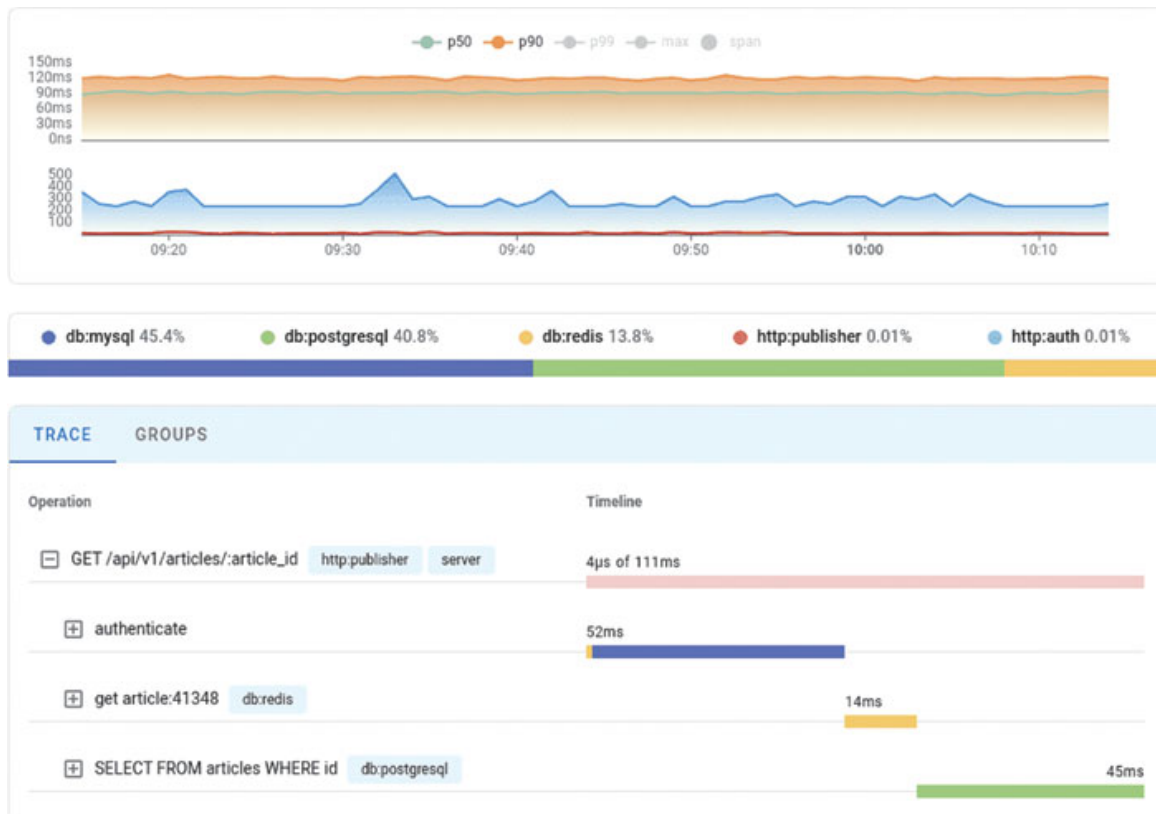 p50 p90 p99 max span
150ms
120ms
90ms
60ms
30ms
0ns
500
400
300
200
100
09:20 09:30 09:40 09:50 10:00 10:10
db:mysql 45.4% db:postgresql 40.8% db:redis 13.8% http:publisher 0.01% http:auth 0.01%
TRACE GROUPS
Operation Timeline
GET /api/v1/articles/:article_id http:publisher server 4µs of 111ms
authenticate 52ms
get article:41348 db:redis 14ms
SELECT FROM articles WHERE id db:postgresql 45ms